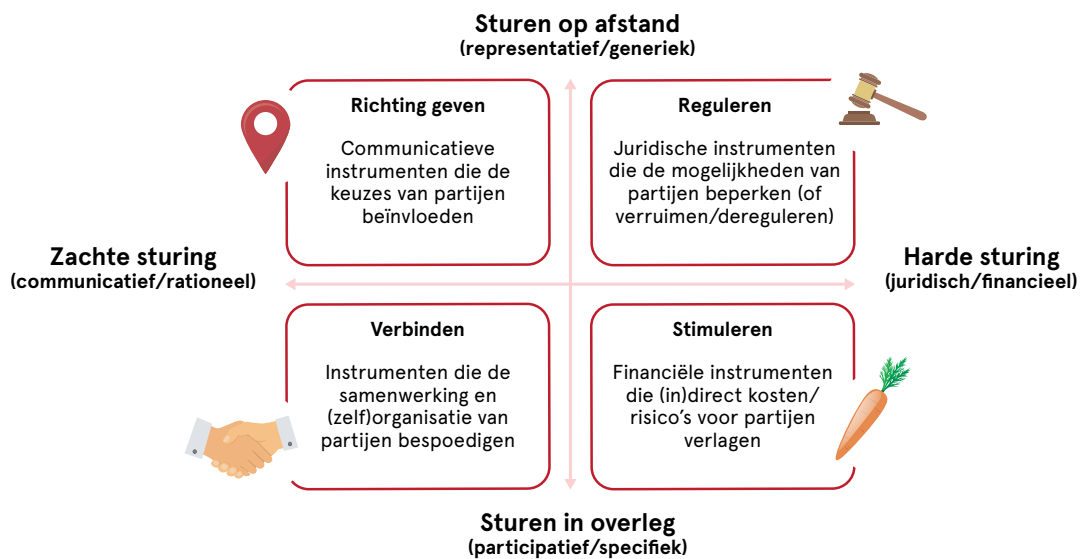 Sturen op afstand
(representatief/generiek)
Richting geven
Communicatieve
instrumenten die de
keuzes van partijen
beïnvloeden
Reguleren
Juridische instrumenten
die de mogelijkheden van
partijen beperken (of
verruimen/dereguleren)
Zachte sturing
(communicatief/rationeel)
Harde sturing
(juridisch/financieel)
Verbinden
Instrumenten die de
samenwerking en
(zelf)organisatie van
partijen bespoedigen
Stimuleren
Financiële instrumenten
die (in)direct kosten/
risico’s voor partijen
verlagen
Sturen in overleg
(participatief/specifiek)